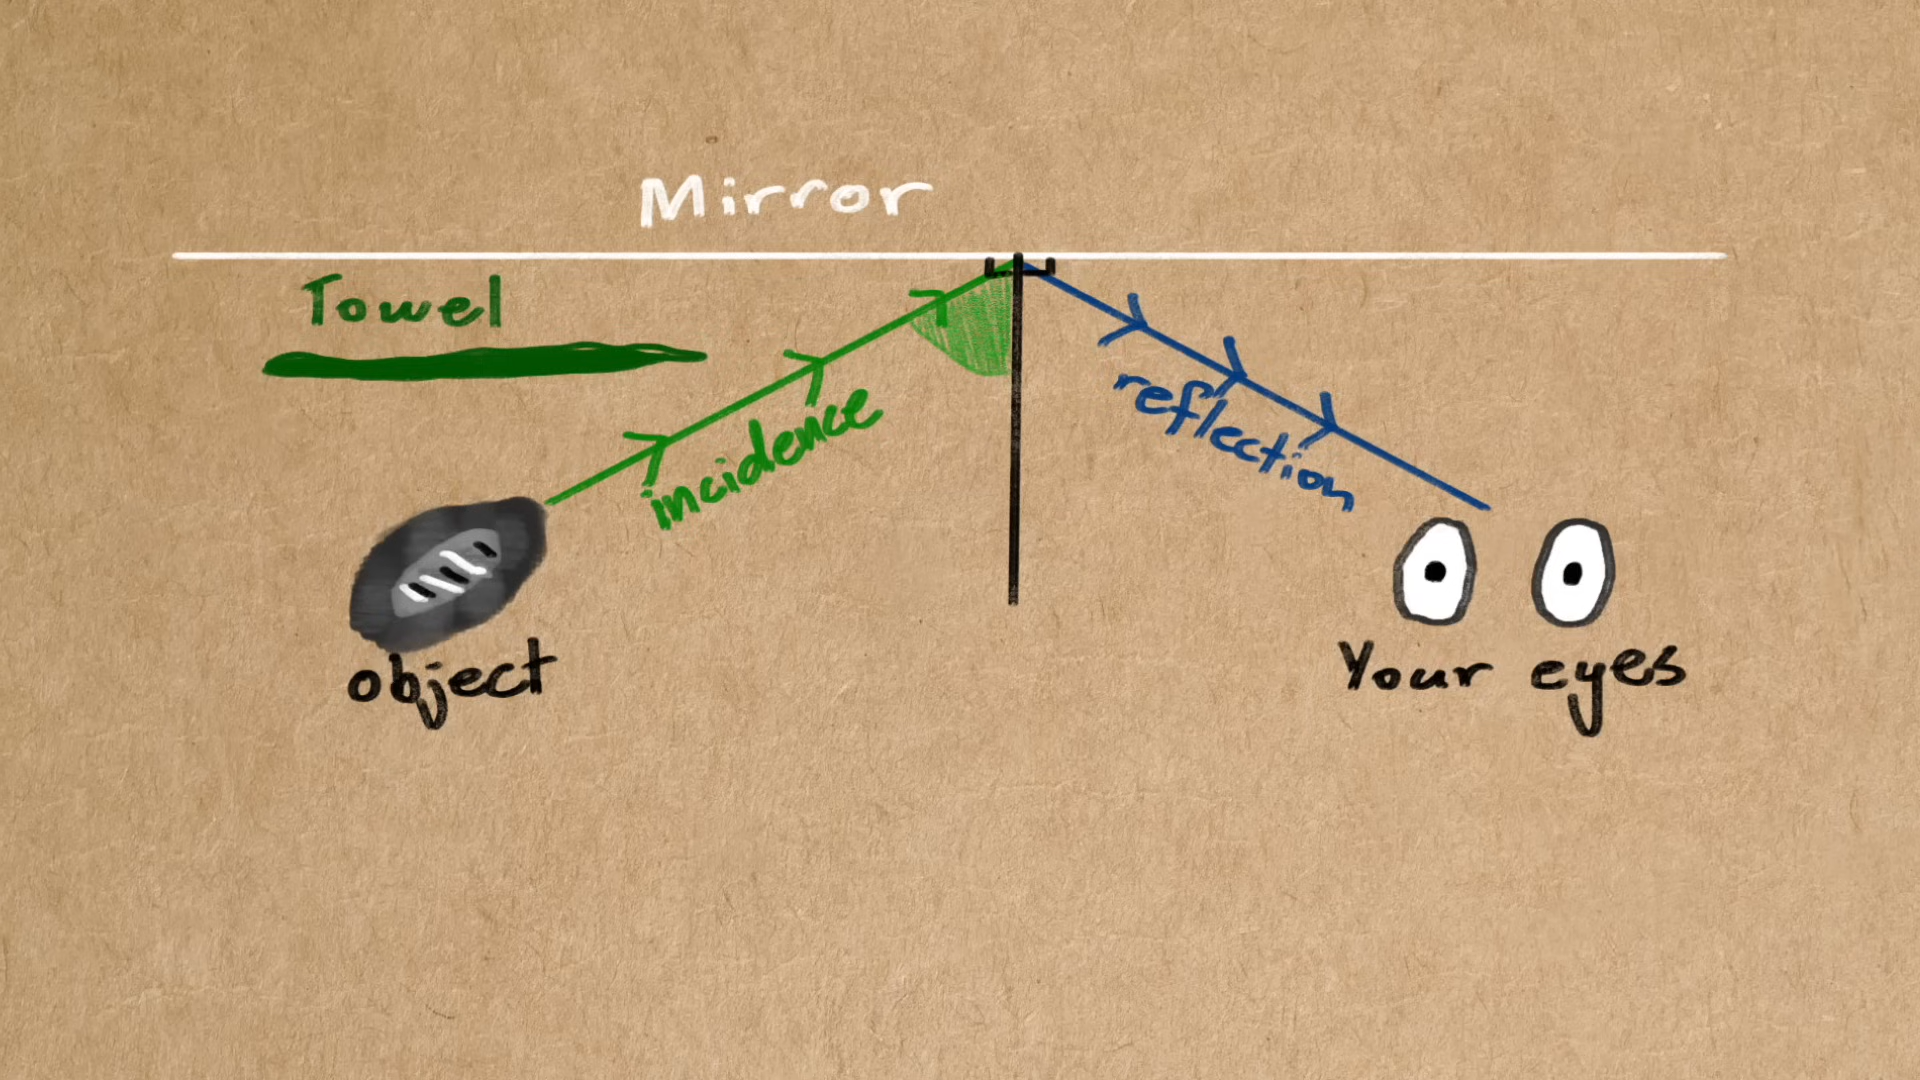 Mirror
Towel
incidence
reflection
object
Your eyes